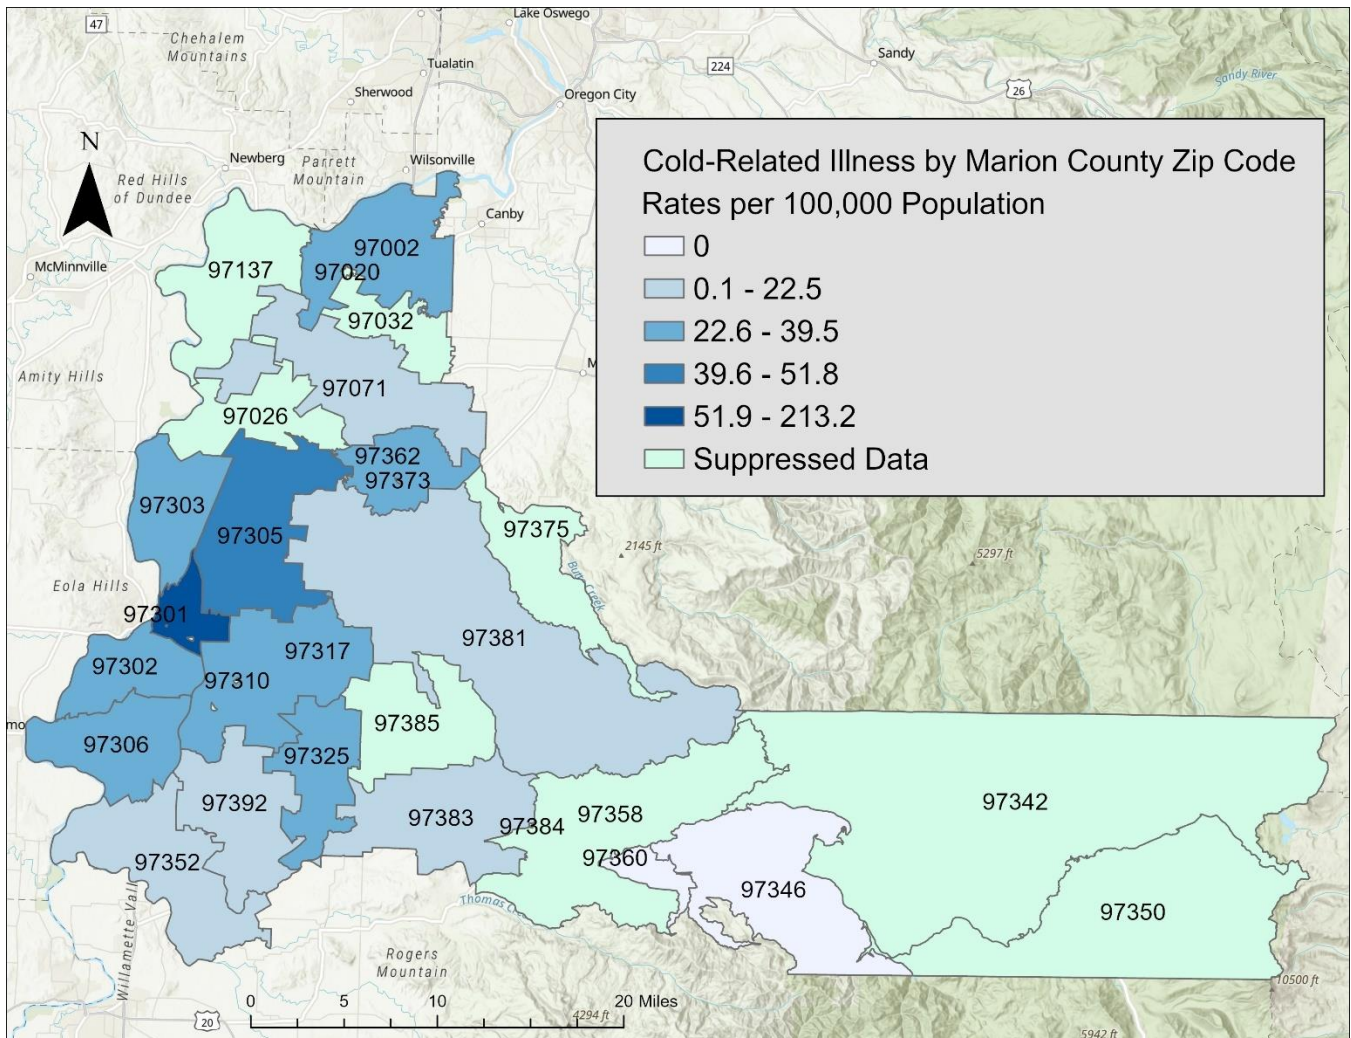 47
Lake Oswego
Chehalem
Mountains
Tualatin
224
Sandy
Sherwood
Oregon City
26
Sandy River
N
Newberg
Parrett
Mountain
Wilsonville
Red Hills
of Dundee
Canby
McMinnville
Cold-Related Illness by Marion County Zip Code
Rates per 100,000 Population
0
0.1 - 22.5
22.6 - 39.5
39.6 - 51.8
51.9 - 213.2
Suppressed Data
97002
97137
97020
97032
M
Amity Hills
97071
97026
97362
97373
97303
97305
97375
2145 ft
5297 ft
Eola Hills
97301
97381
97302
97317
97310
97385
mo
97306
97325
97392
97383
97384
97358
97342
97352
97360
97346
97350
Willamette Vall
Thomas Cre
Rogers
Mountain
10500 ft
0 5 10 20 Miles
4294 ft
20
5942 ft